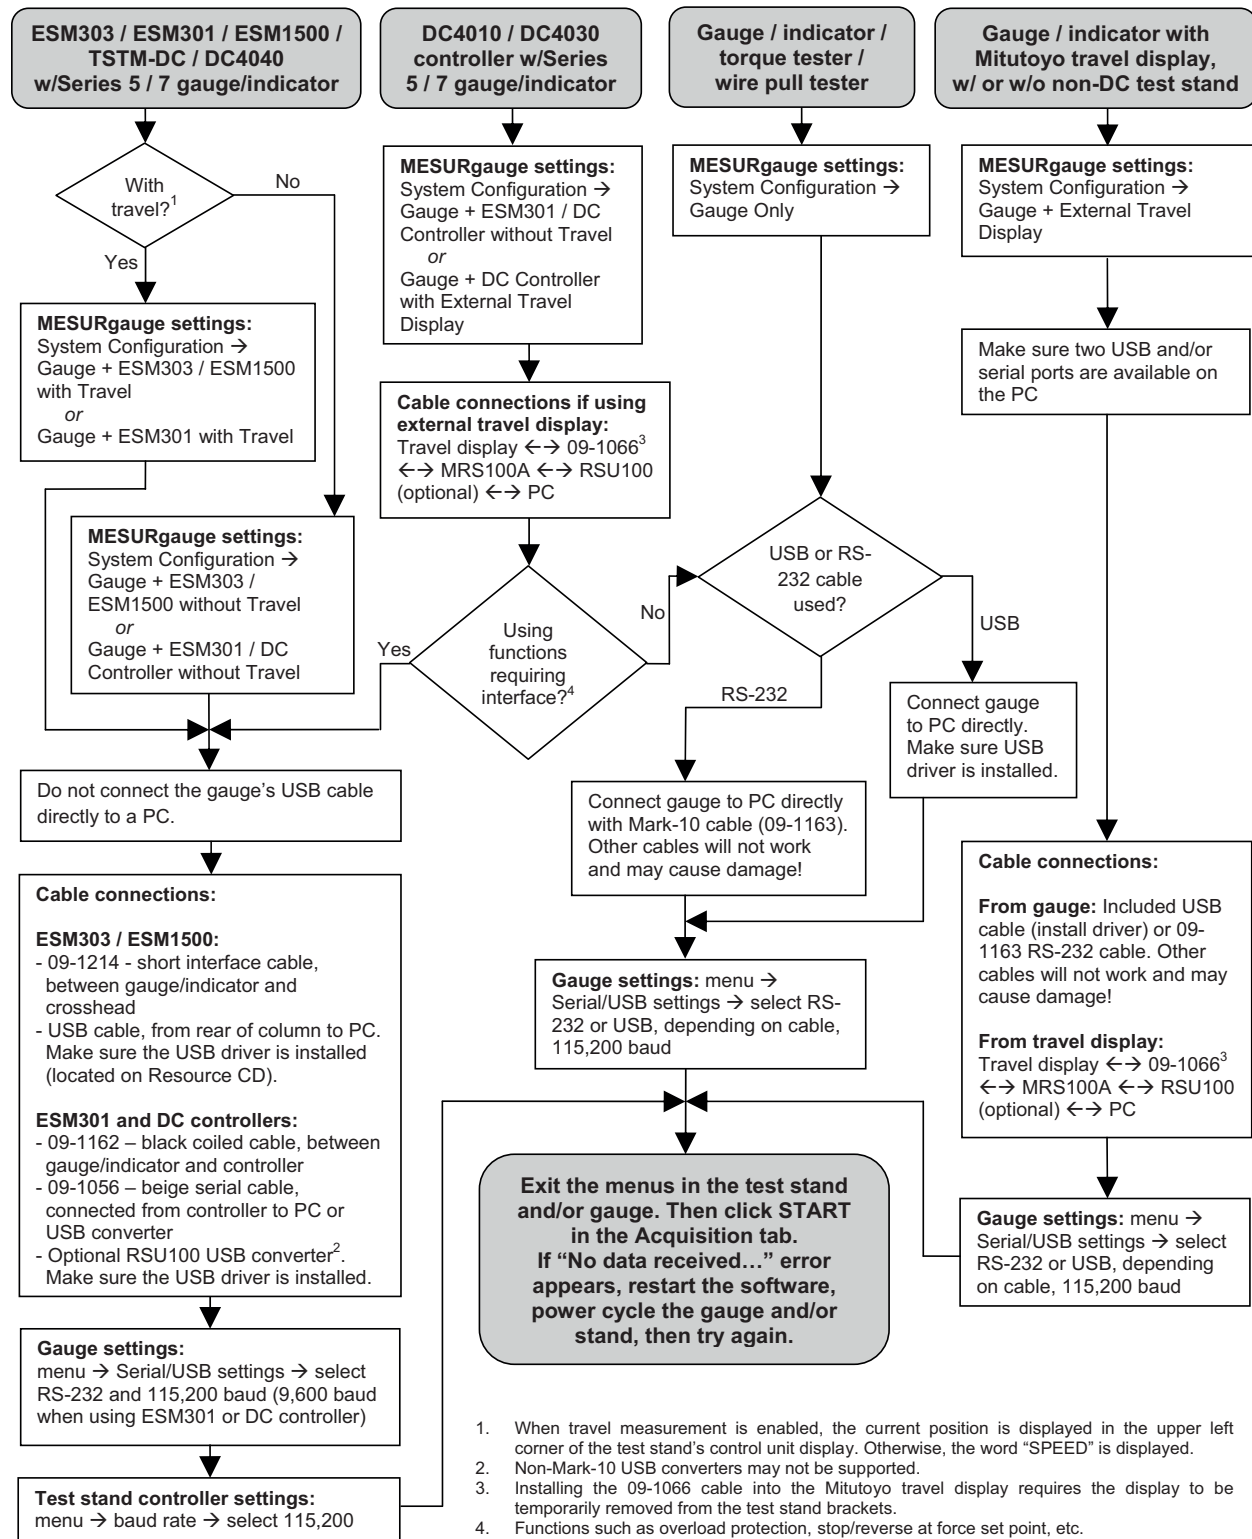 ESM303 / ESM301 / ESM1500 /
TSTM-DC / DC4040
w/Series 5 / 7 gauge/indicator
DC4010 / DC4030
controller w/Series
5 / 7 gauge/indicator
Gauge / indicator /
torque tester /
wire pull tester
Gauge / indicator with
Mitutoyo travel display,
w/ or w/o non-DC test stand
With
travel?1
No
Yes
MESURgauge settings:
System Configuration →
Gauge + ESM303 / ESM1500
with Travel
or
Gauge + ESM301 with Travel
MESURgauge settings:
System Configuration →
Gauge + ESM303 /
ESM1500 without Travel
or
Gauge + ESM301 / DC
Controller without Travel
MESURgauge settings:
System Configuration →
Gauge + ESM301 / DC
Controller without Travel
or
Gauge + DC Controller
with External Travel
Display
Cable connections if using
external travel display:
Travel display ←→ 09-10663
←→ MRS100A ←→ RSU100
(optional) ←→ PC
Using
functions
requiring
interface?4
Yes
No
MESURgauge settings:
System Configuration →
Gauge Only
USB or RS-
232 cable
used?
USB
RS-232
Connect gauge
to PC directly.
Make sure USB
driver is installed.
Connect gauge to PC directly
with Mark-10 cable (09-1163).
Other cables will not work
and may cause damage!
Gauge settings: menu →
Serial/USB settings → select RS-
232 or USB, depending on cable,
115,200 baud
MESURgauge settings:
System Configuration →
Gauge + External Travel
Display
Make sure two USB and/or
serial ports are available on
the PC
Cable connections:
From gauge: Included USB
cable (install driver) or 09-
1163 RS-232 cable. Other
cables will not work and may
cause damage!
From travel display:
Travel display ←→ 09-10663
←→ MRS100A ←→ RSU100
(optional) ←→ PC
Gauge settings: menu →
Serial/USB settings → select
RS-232 or USB, depending
on cable, 115,200 baud
Do not connect the gauge's USB cable
directly to a PC.
Cable connections:
ESM303 / ESM1500:
- 09-1214 - short interface cable,
between gauge/indicator and
crosshead
- USB cable, from rear of column to PC.
Make sure the USB driver is installed
(located on Resource CD).
ESM301 and DC controllers:
- 09-1162 – black coiled cable, between
gauge/indicator and controller
- 09-1056 – beige serial cable,
connected from controller to PC or
USB converter
- Optional RSU100 USB converter2.
Make sure the USB driver is installed.
Gauge settings:
menu → Serial/USB settings → select
RS-232 and 115,200 baud (9,600 baud
when using ESM301 or DC controller)
Test stand controller settings:
menu → baud rate → select 115,200
Exit the menus in the test stand
and/or gauge. Then click START
in the Acquisition tab.
If “No data received…” error
appears, restart the software,
power cycle the gauge and/or
stand, then try again.
1. When travel measurement is enabled, the current position is displayed in the upper left
corner of the test stand's control unit display. Otherwise, the word “SPEED” is displayed.
2. Non-Mark-10 USB converters may not be supported.
3. Installing the 09-1066 cable into the Mitutoyo travel display requires the display to be
temporarily removed from the test stand brackets.
4. Functions such as overload protection, stop/reverse at force set point, etc.